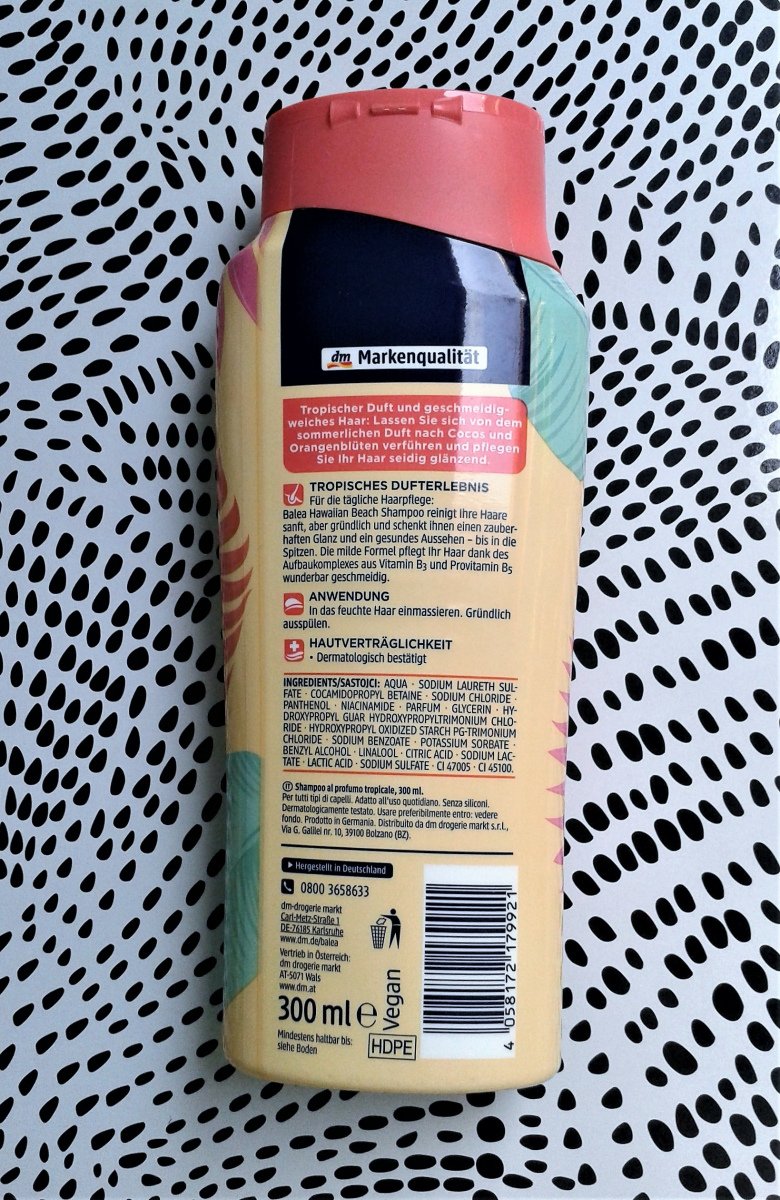 dm Markenqualität
Tropischer Duft und geschmeidig-
weiches Haar: Lassen Sie sich von dem
sommerlichen Duft nach Cocos und
Orangenblüten verführen und pflegen
Sie Ihr Haar seidig glänzend.
TROPISCHES DUFTERLEBNIS
Für die tägliche Haarpflege:
Balea Hawaiian Beach Shampoo reinigt Ihre Haare
sanft, aber gründlich und schenkt ihnen einen zauber-
haften Glanz und ein gesundes Aussehen – bis in die
Spitzen. Die milde Formel pflegt Ihr Haar dank des
Aufbaukomplexes aus Vitamin B3 und Provitamin B5
wunderbar geschmeidig.
ANWENDUNG
In das feuchte Haar einmassieren. Gründlich
ausspülen.
HAUTVERTRÄGLICHKEIT
• Dermatologisch bestätigt
INGREDIENTS/SASTOJCI: AQUA · SODIUM LAURETH SUL-
FATE · COCAMIDOPROPYL BETAINE · SODIUM CHLORIDE ·
PANTHENOL · NIACINAMIDE · PARFUM · GLYCERIN · HY-
DROXYPROPYL GUAR HYDROXYPROPYLTRIMONIUM CHLO-
RIDE · HYDROXYPROPYL OXIDIZED STARCH PG-TRIMONIUM
CHLORIDE · SODIUM BENZOATE · POTASSIUM SORBATE ·
BENZYL ALCOHOL · LINALOOL · CITRIC ACID · SODIUM LAC-
TATE · LACTIC ACID · SODIUM SULFATE · CI 47005 · CI 45100.
IT Shampoo al profumo tropicale, 300 ml.
Per tutti tipi di capelli. Adatto all'uso quotidiano. Senza siliconi.
Dermatologicamente testato. Usare preferibilmente entro: vedere
fondo. Prodotto in Germania. Distribuito da dm drogerie markt s.r.l.,
Via G. Galilei nr. 10, 39100 Bolzano (BZ).
Hergestellt in Deutschland
0800 3658633
dm-drogerie markt
Carl-Metz-Straße 1
DE-76185 Karlsruhe
www.dm.de/balea
Vertrieb in Österreich:
dm drogerie markt
AT-5071 Wals
www.dm.at
300 ml e
Mindestens haltbar bis:
siehe Boden
Vegan
HDPE
4 058172 179921